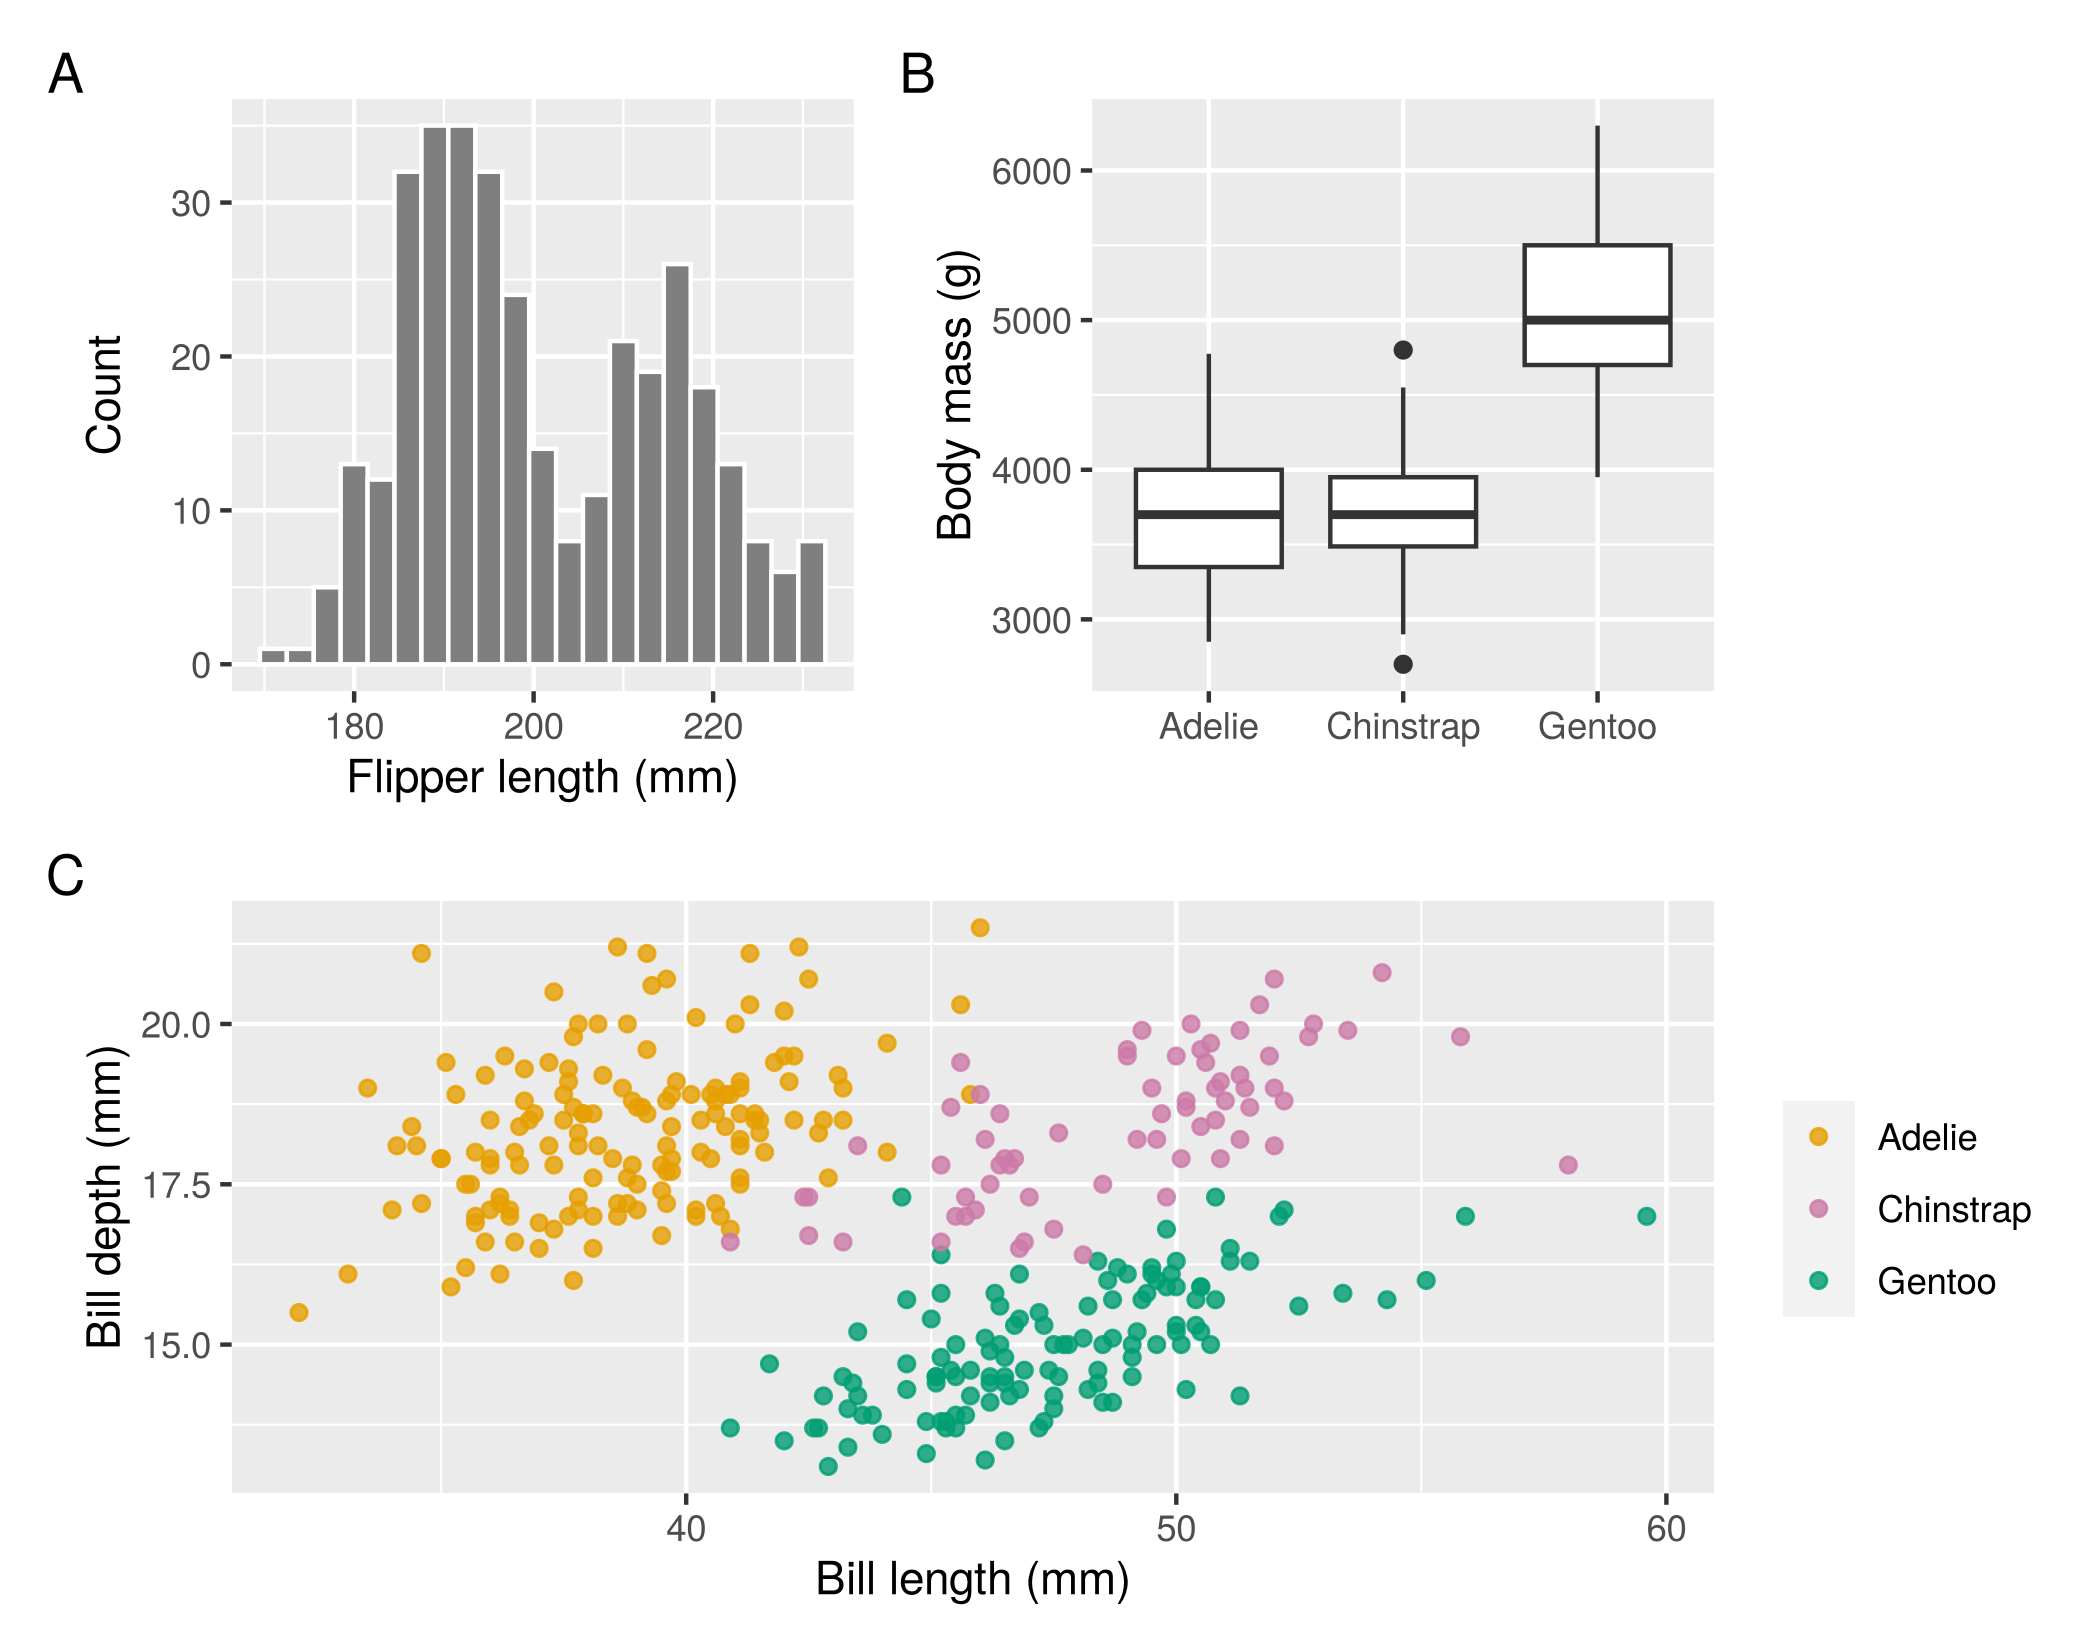 A
Count
30
20
10
0
180 200 220
Flipper length (mm)
B
Body mass (g)
6000
5000
4000
3000
Adelie Chinstrap Gentoo
C
Bill depth (mm)
20.0
17.5
15.0
40 50 60
Bill length (mm)
Adelie
Chinstrap
Gentoo